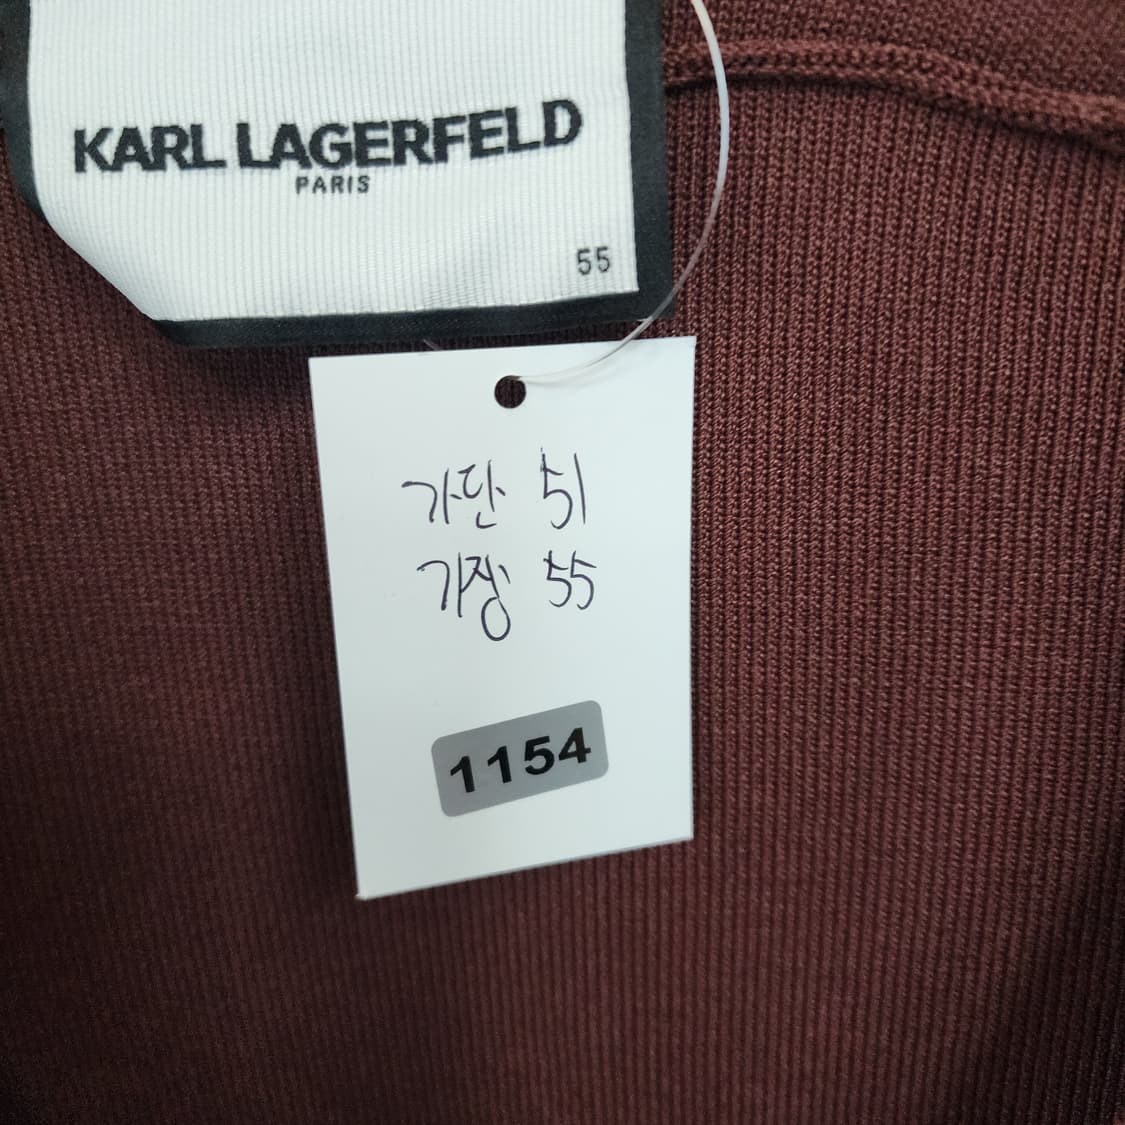 KARL LAGERFELD
PARIS
55
가단 51
기장 55
1154